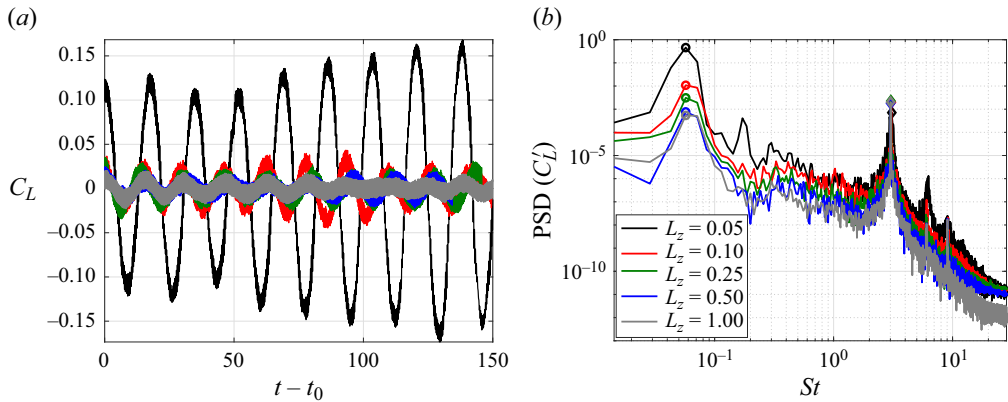 (a)
0.15
0.10
0.05
0
–0.05
–0.10
–0.15
C_L
0
50
100
150
t – t_0
(b)
10^0
10^−5
10^−10
PSD (C′_L)
L_z = 0.05
L_z = 0.10
L_z = 0.25
L_z = 0.50
L_z = 1.00
10^−1
10^0
10^1
St